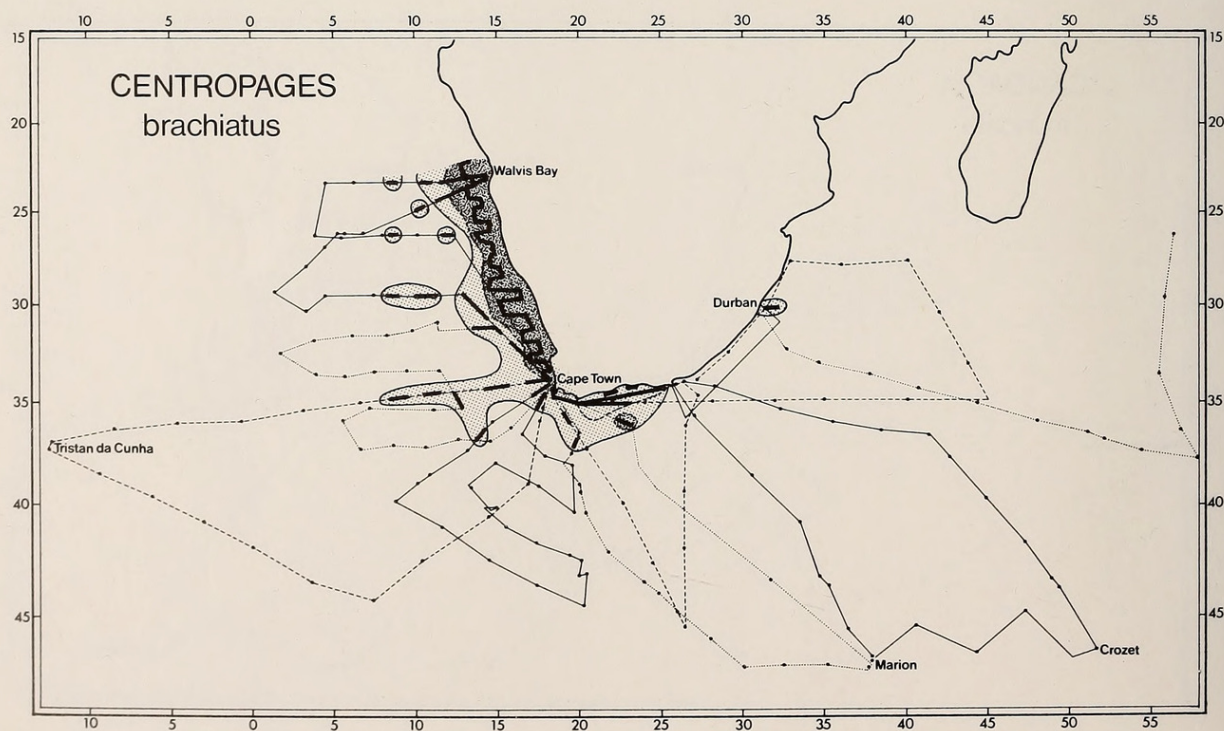 10 5 0 5 10 15 20 25 30 35 40 45 50 55
15 15
CENTROPAGES
brachiatus
20 20
Walvis Bay
25 25
30 Durban 30
Cape Town
35 35
Tristan da Cunha
40 40
45 45
Crozet
Marion
10 5 0 5 10 15 20 25 30 35 40 45 50 55